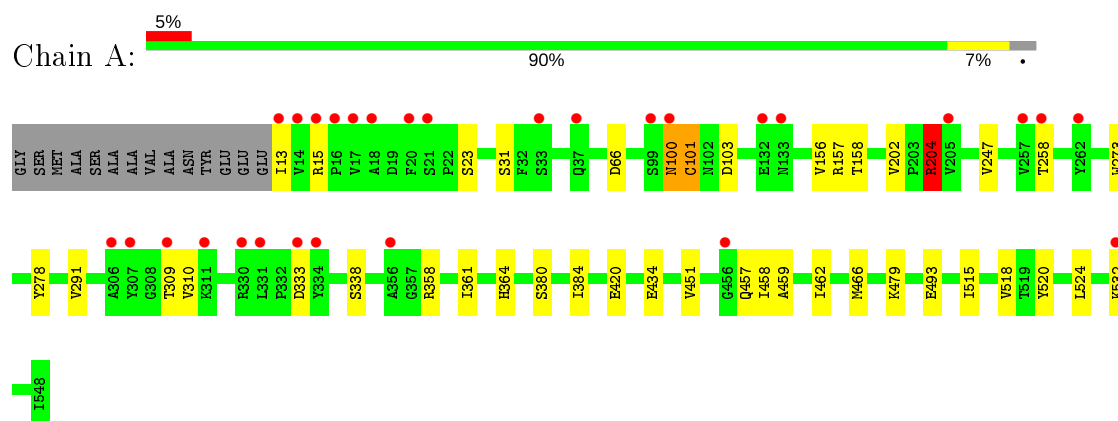 5%
Chain A:
90% 7% •
GLY SER MET ALA SER ALA ALA VAL ALA ASN TYR GLU GLU GLU I13 V14 R15 P16 V17 A18 D19 F20 S21 P22 S23 S31 F32 S33 Q37 D66 S99 N100 C101 N102 D103 E132 N133 V156 R157 T158 V202 P203 R204 V205 V247 V257 T258 Y262 W273
Y278 V291 A306 Y307 G308 T309 V310 K311 R330 L331 P332 D333 Y334 S338 A356 G357 R358 I361 H364 S380 I384 E420 E434 V451 G456 Q457 I458 A459 I462 M466 K479 E493 I515 V518 T519 Y520 L524 K532
I548